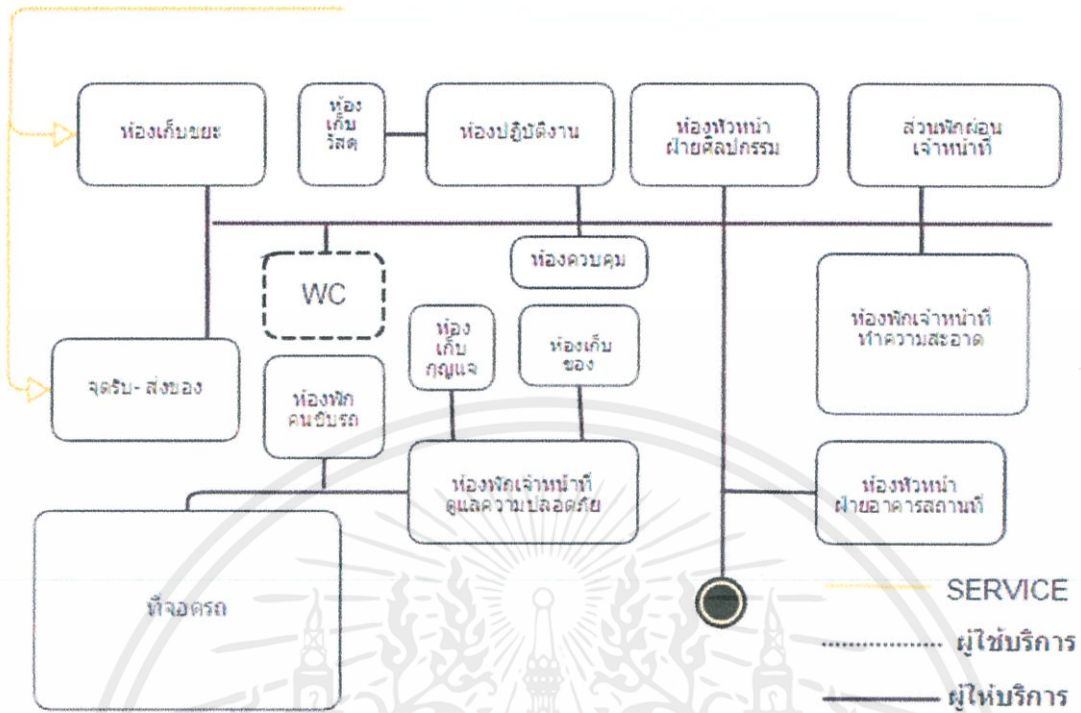 ห้องเก็บขยะ
ห้อง
เก็บ
วัสดุ
ห้องปฏิบัติงาน
ห้องหัวหน้า
ฝ่ายศิลปกรรม
ส่วนพักผ่อน
เจ้าหน้าที่
WC
ห้องควบคุม
ห้องพักเจ้าหน้าที่
ทำความสะอาด
จุดรับ- ส่งของ
ห้องพัก
คนขับรถ
ห้อง
เก็บ
กุญแจ
ห้องเก็บ
ของ
ห้องพักเจ้าหน้าที่
ดูแลความปลอดภัย
ห้องหัวหน้า
ฝ่ายอาคารสถานที่
ที่จอดรถ
SERVICE
ผู้ใช้บริการ
ผู้ให้บริการ